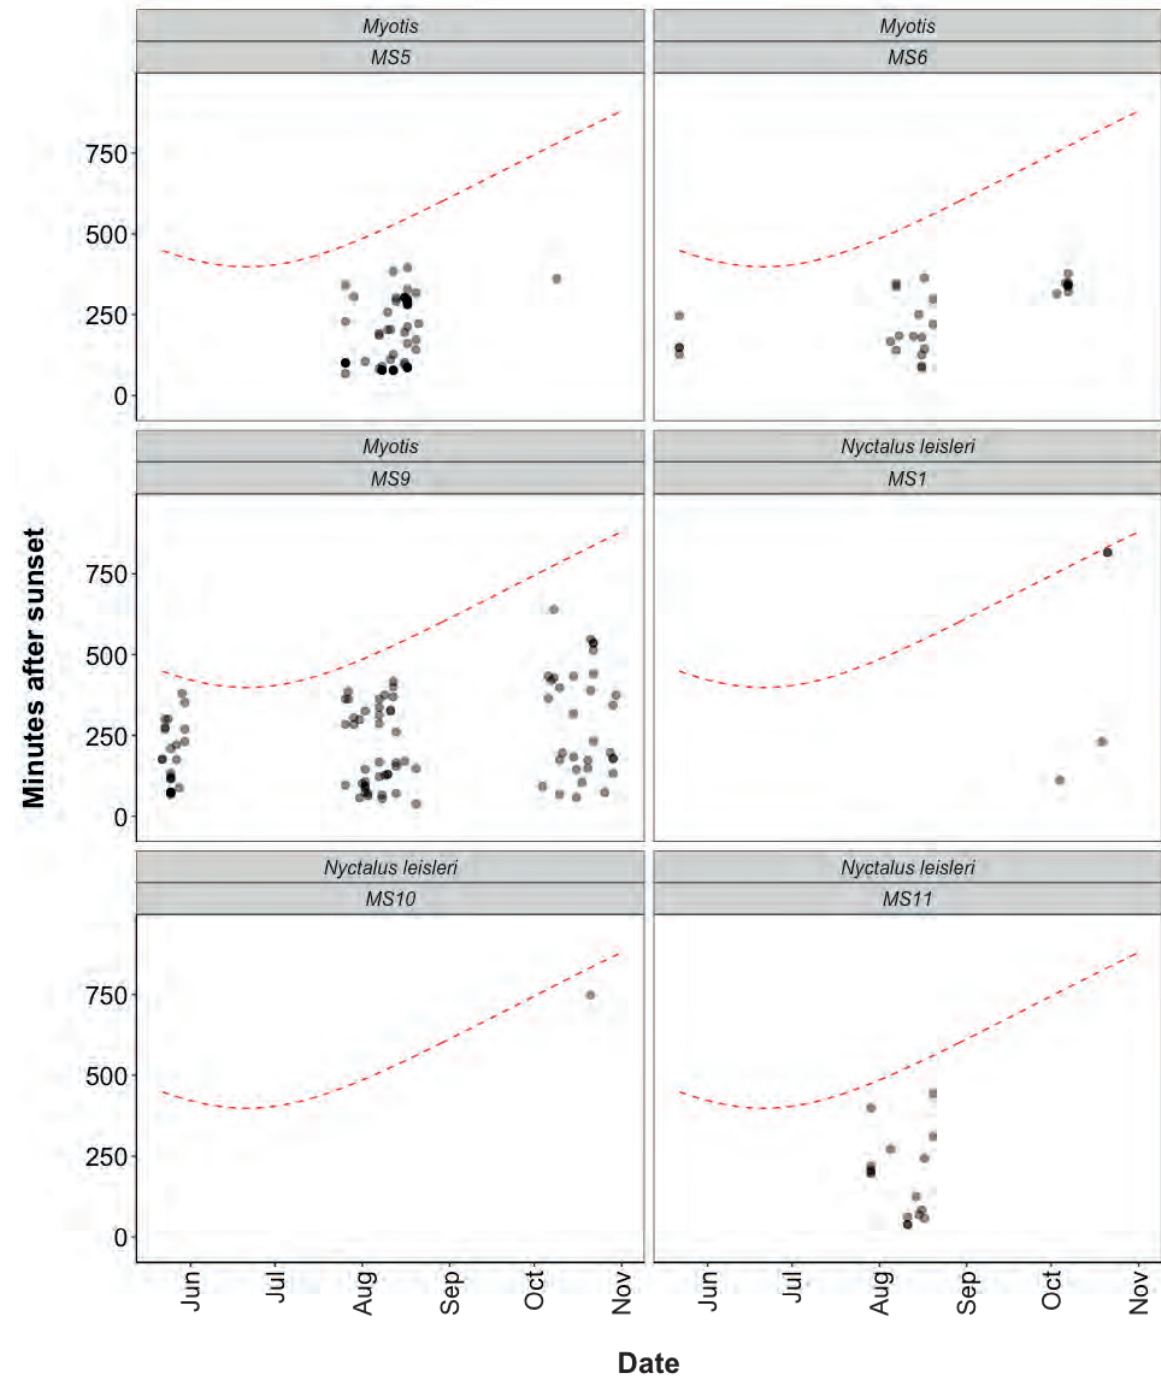 Myotis
Myotis
MS5
MS6
750
500
250
0
Myotis
Nyctalus leisleri
MS9
MS1
Minutes after sunset
750
500
250
0
Nyctalus leisleri
Nyctalus leisleri
MS10
MS11
750
500
250
0
Jun
Jul
Aug
Sep
Oct
Nov
Jun
Jul
Aug
Sep
Oct
Nov
Date